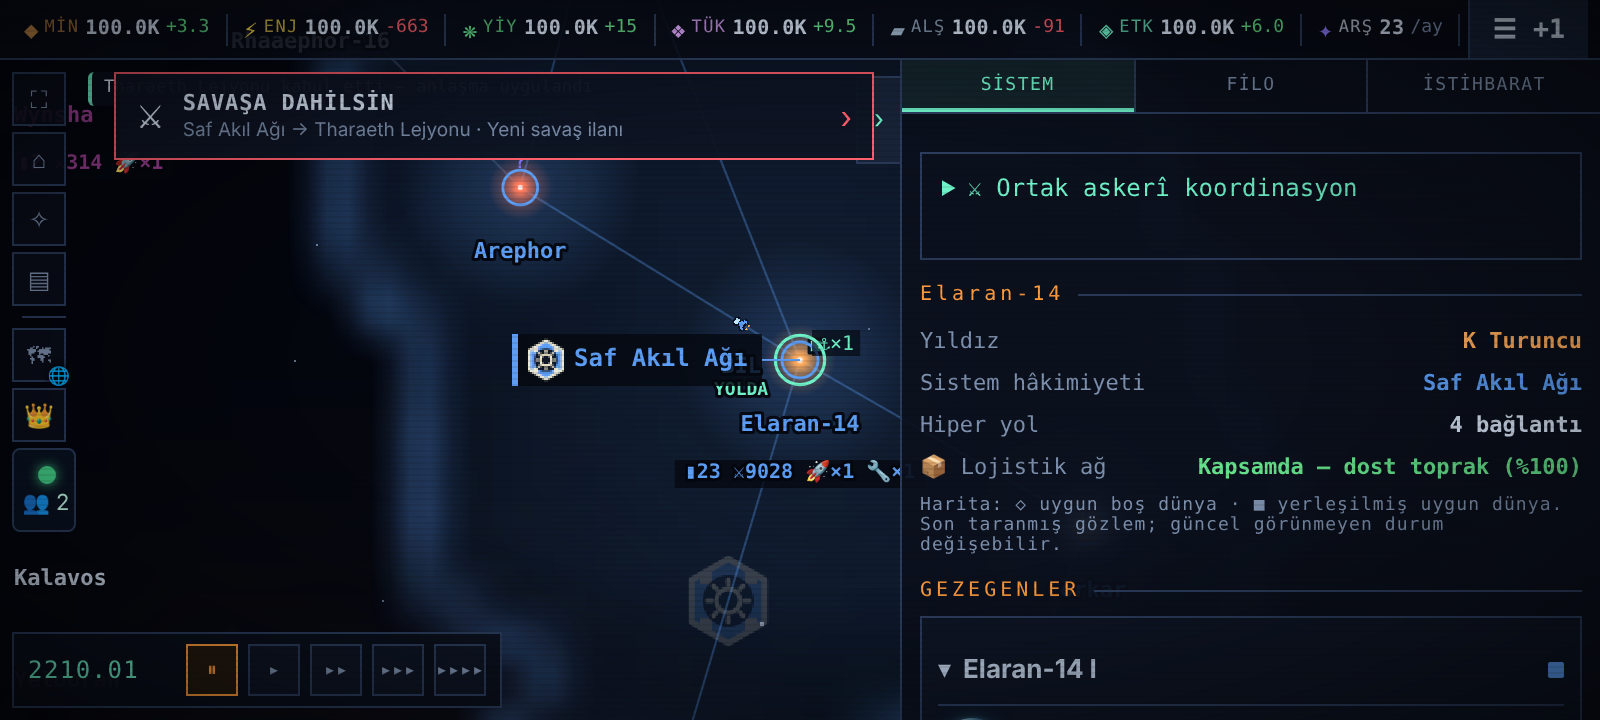 MİN 100.0K +3.3
ENJ 100.0K -663
YİY 100.0K +15
TÜK 100.0K +9.5
ALŞ 100.0K -91
ETK 100.0K +6.0
ARŞ 23 /ay
☰ +1
Rhaaephor-16
SAVAŞA DAHİLSİN
Saf Akıl Ağı → Tharaeth Lejyonu · Yeni savaş ilanı
314 🚀×1
Arephor
Saf Akıl Ağı
⚓×1
YOLDA
Elaran-14
▮23 ⚔9028 🚀×1 🔧×
👥 2
Kalavos
2210.01
SİSTEM
FİLO
İSTİHBARAT
▶ ⚔ Ortak askerî koordinasyon
Elaran-14
Yıldız K Turuncu
Sistem hâkimiyeti Saf Akıl Ağı
Hiper yol 4 bağlantı
📦 Lojistik ağ Kapsamda — dost toprak (%100)
Harita: ◇ uygun boş dünya · ■ yerleşilmiş uygun dünya.
Son taranmış gözlem; güncel görünmeyen durum
değişebilir.
GEZEGENLER
▼ Elaran-14 I